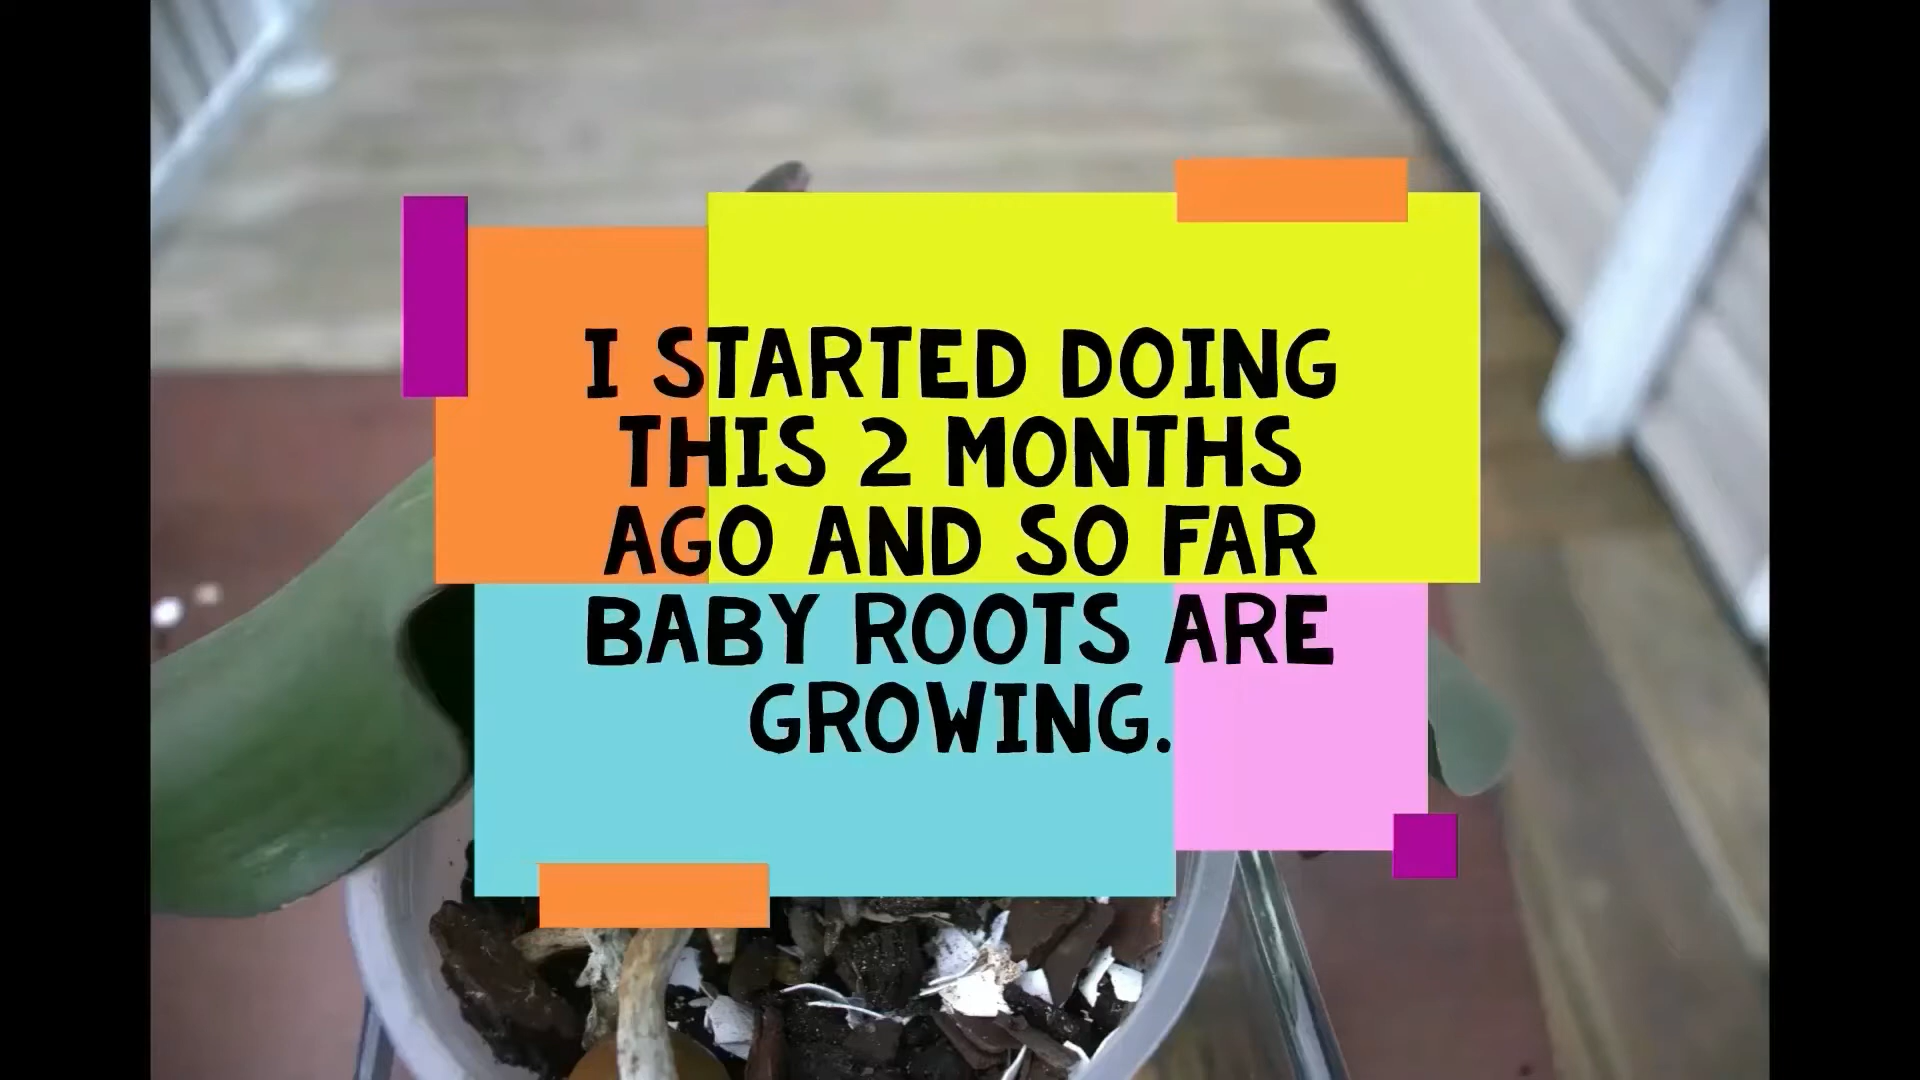 I STARTED DOING
THIS 2 MONTHS
AGO AND SO FAR
BABY ROOTS ARE
GROWING.